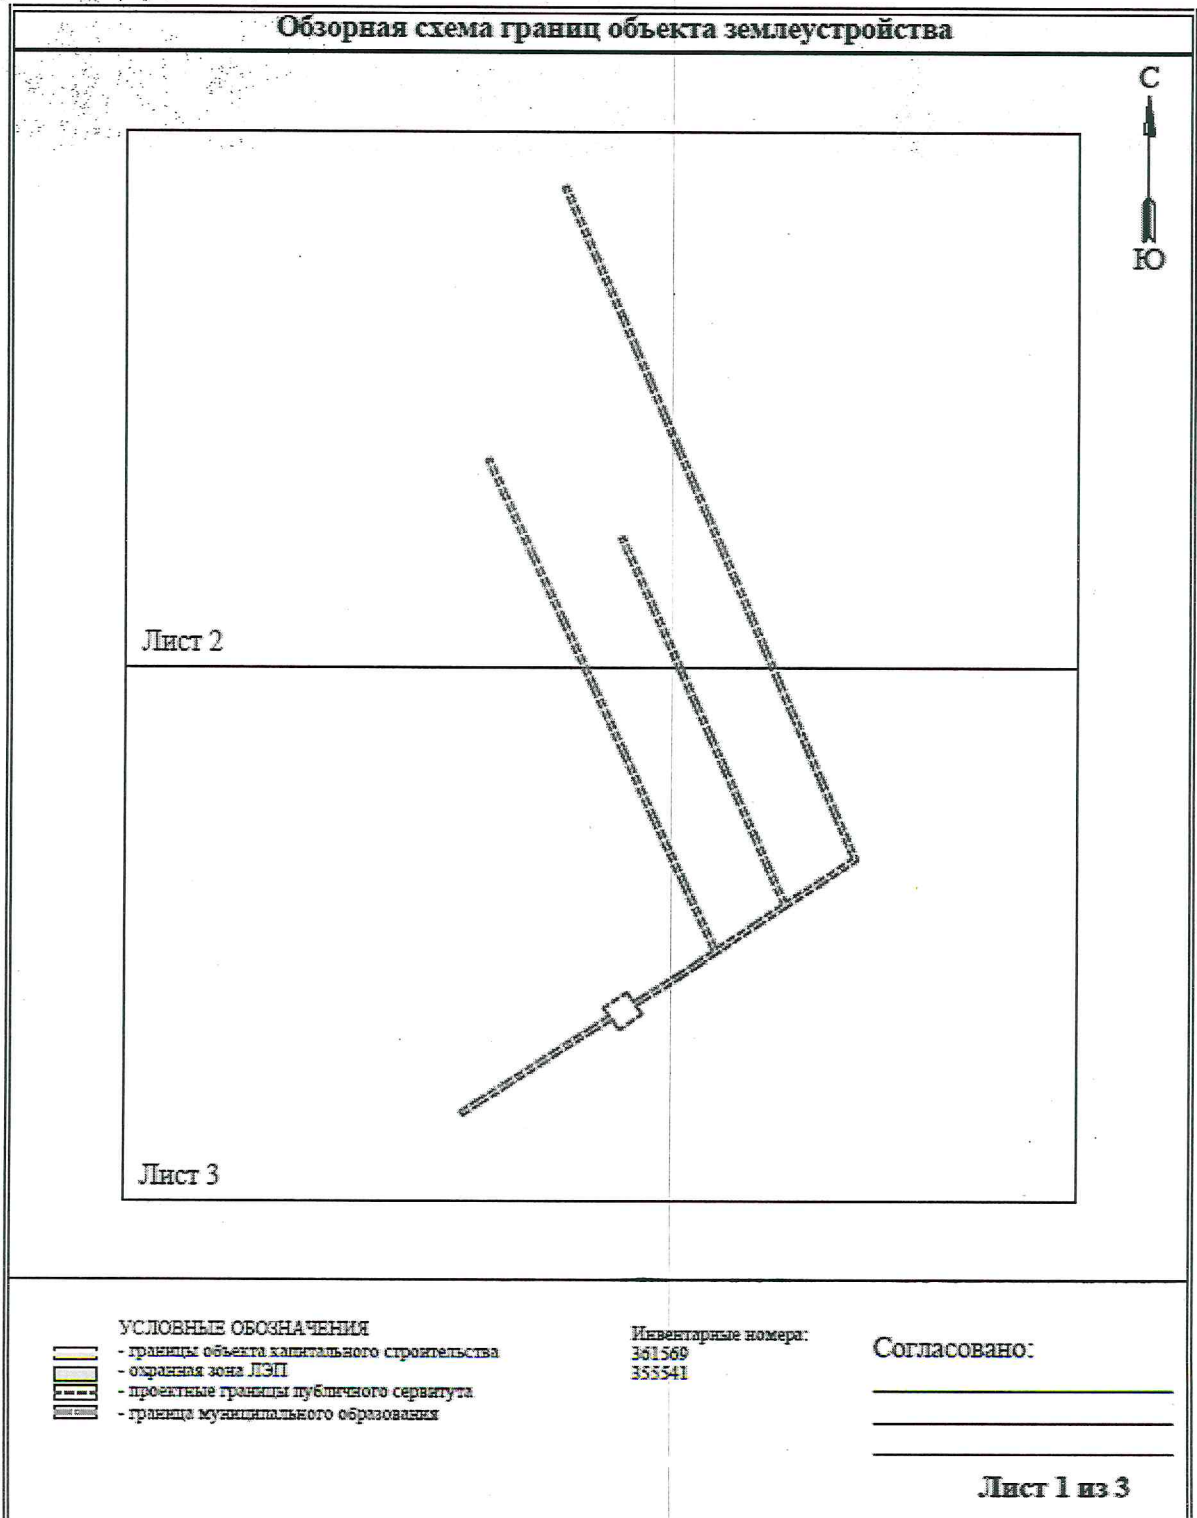 Обзорная схема границ объекта землеустройства
С
Ю
Лист 2
Лист 3
УСЛОВНЫЕ ОБОЗНАЧЕНИЯ
- границы объекта капитального строительства
- охранная зона ЛЭП
- проектные границы публичного сервитута
- граница муниципального образования
Инвентарные номера:
361569
355541
Согласовано:
Лист 1 из 3